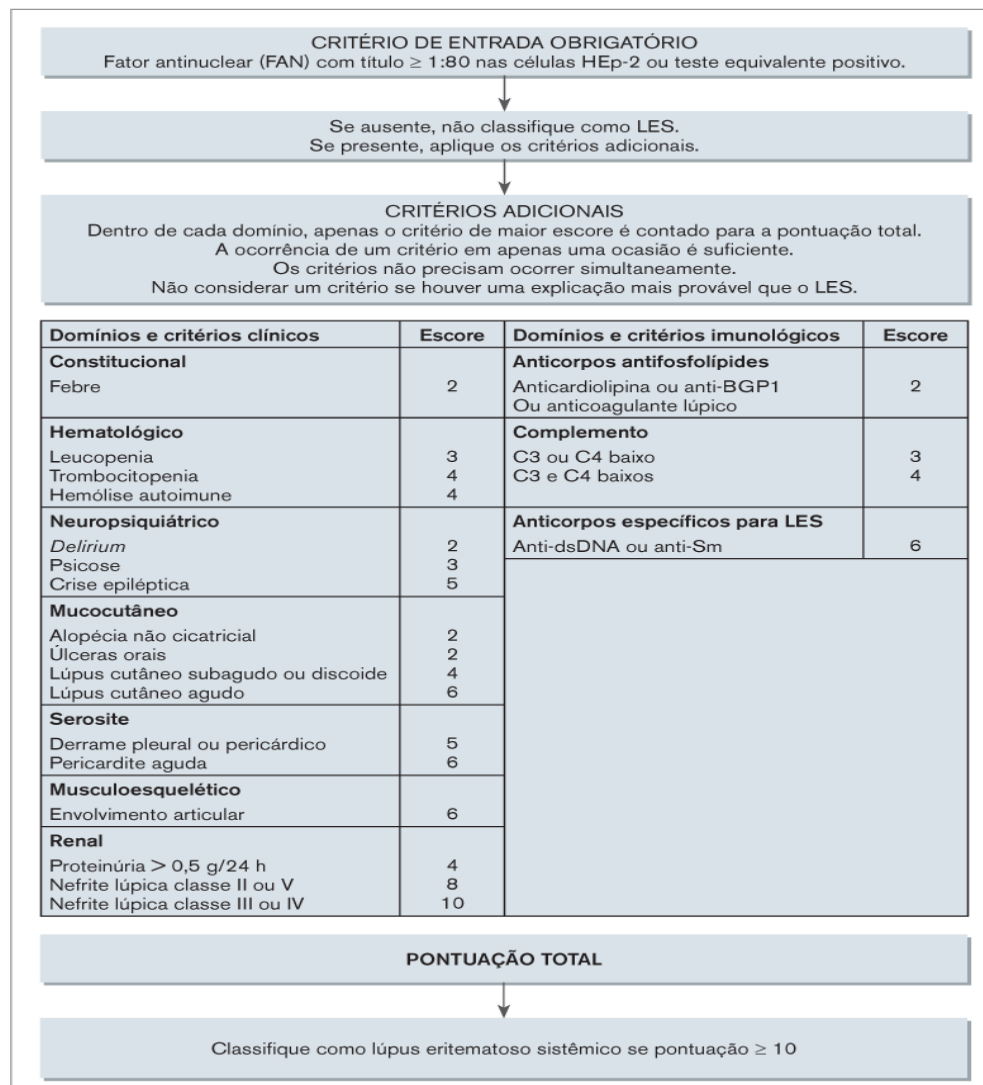 CRITÉRIO DE ENTRADA OBRIGATÓRIO
Fator antinuclear (FAN) com título ≥ 1:80 nas células HEp-2 ou teste equivalente positivo.
Se ausente, não classifique como LES.
Se presente, aplique os critérios adicionais.
CRITÉRIOS ADICIONAIS
Dentro de cada domínio, apenas o critério de maior escore é contado para a pontuação total.
A ocorrência de um critério em apenas uma ocasião é suficiente.
Os critérios não precisam ocorrer simultaneamente.
Não considerar um critério se houver uma explicação mais provável que o LES.
Domínios e critérios clínicos Escore
Constitucional
Febre 2
Hematológico
Leucopenia 3
Trombocitopenia 4
Hemólise autoimune 4
Neuropsiquiátrico
Delirium 2
Psicose 3
Crise epiléptica 5
Mucocutâneo
Alopécia não cicatricial 2
Úlceras orais 2
Lúpus cutâneo subagudo ou discoide 4
Lúpus cutâneo agudo 6
Serosite
Derrame pleural ou pericárdico 5
Pericardite aguda 6
Musculoesquelético
Envolvimento articular 6
Renal
Proteinúria > 0,5 g/24 h 4
Nefrite lúpica classe II ou V 8
Nefrite lúpica classe III ou IV 10
Domínios e critérios imunológicos Escore
Anticorpos antifosfolípides
Anticardiolipina ou anti-BGP1 2
Ou anticoagulante lúpico
Complemento
C3 ou C4 baixo 3
C3 e C4 baixos 4
Anticorpos específicos para LES
Anti-dsDNA ou anti-Sm 6
PONTUAÇÃO TOTAL
Classifique como lúpus eritematoso sistêmico se pontuação ≥ 10